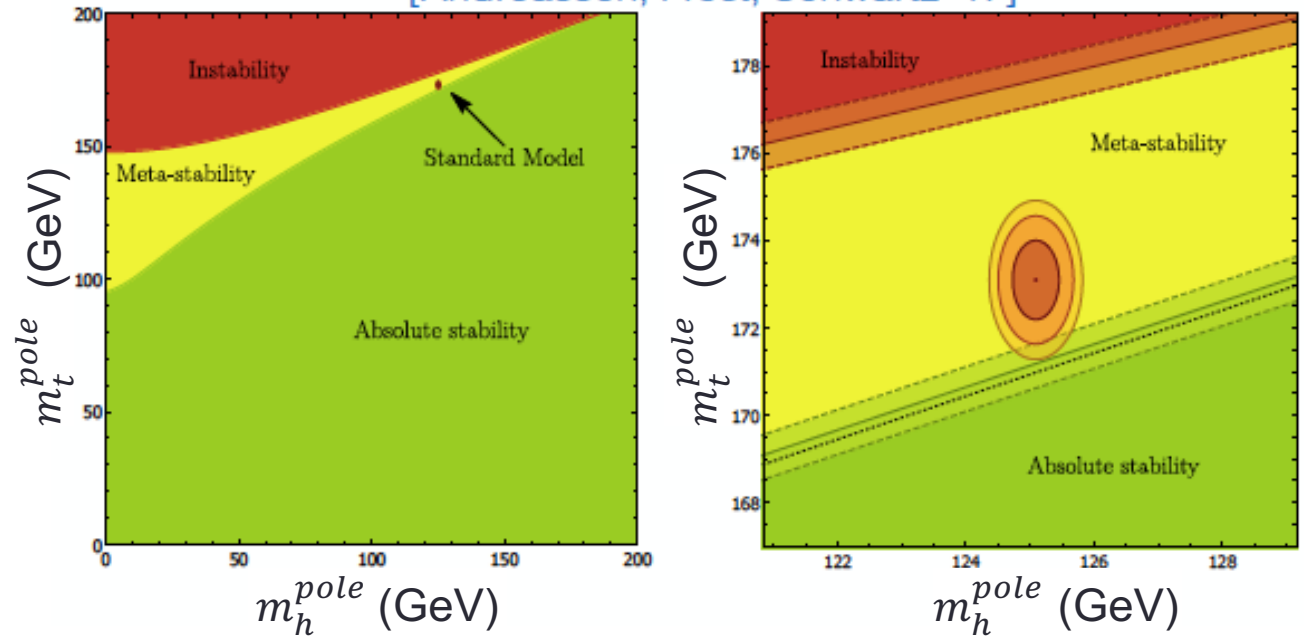 200
150
100
50
0
0
50
100
150
200
Instability
Meta-stability
Standard Model
Absolute stability
m_t^{pole} (GeV)
m_h^{pole} (GeV)
178
176
174
172
170
168
122
124
126
128
Instability
Meta-stability
Absolute stability
m_t^{pole} (GeV)
m_h^{pole} (GeV)